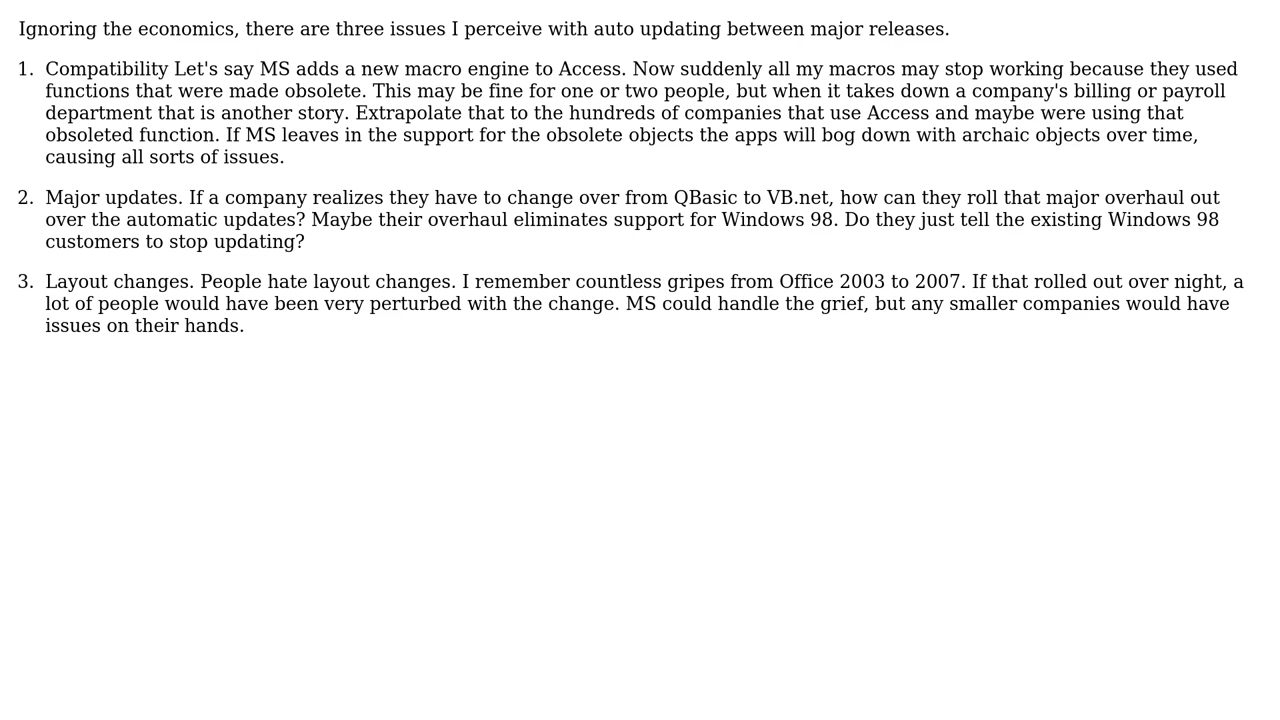 Ignoring the economics, there are three issues I perceive with auto updating between major releases.
1. Compatibility Let's say MS adds a new macro engine to Access. Now suddenly all my macros may stop working because they used
functions that were made obsolete. This may be fine for one or two people, but when it takes down a company's billing or payroll
department that is another story. Extrapolate that to the hundreds of companies that use Access and maybe were using that
obsoleted function. If MS leaves in the support for the obsolete objects the apps will bog down with archaic objects over time,
causing all sorts of issues.
2. Major updates. If a company realizes they have to change over from QBasic to VB.net, how can they roll that major overhaul out
over the automatic updates? Maybe their overhaul eliminates support for Windows 98. Do they just tell the existing Windows 98
customers to stop updating?
3. Layout changes. People hate layout changes. I remember countless gripes from Office 2003 to 2007. If that rolled out over night, a
lot of people would have been very perturbed with the change. MS could handle the grief, but any smaller companies would have
issues on their hands.